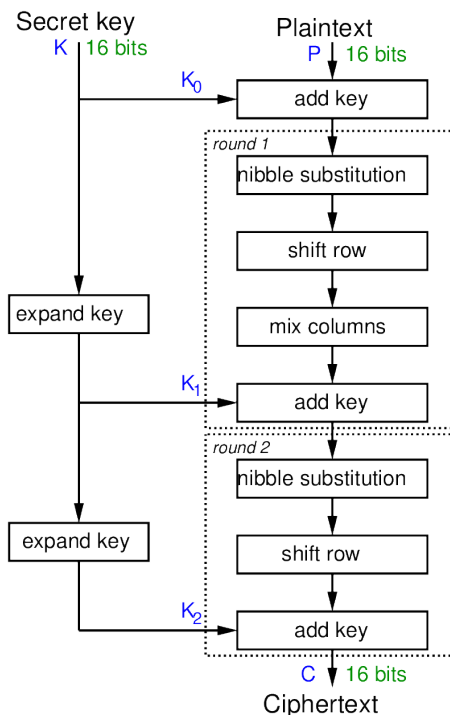 Secret key
K 16 bits
Plaintext
P 16 bits
K0
add key
round 1
nibble substitution
shift row
expand key
mix columns
K1
add key
round 2
nibble substitution
expand key
shift row
K2
add key
C 16 bits
Ciphertext